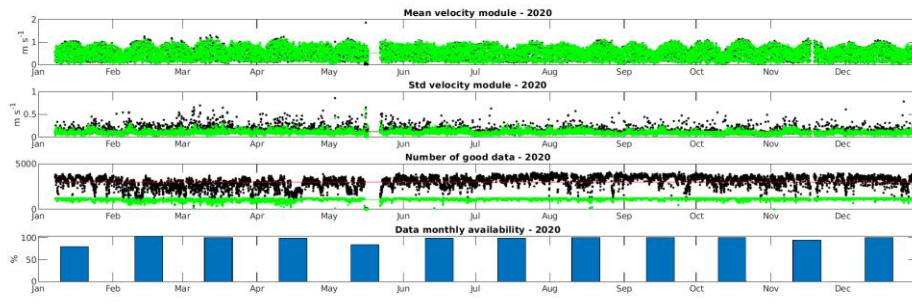 Mean velocity module - 2020
2
1
0
m s-1
Jan Feb Mar Apr May Jun Jul Aug Sep Oct Nov Dec
Std velocity module - 2020
1
0.5
0
m s-1
Jan Feb Mar Apr May Jun Jul Aug Sep Oct Nov Dec
Number of good data - 2020
5000
0
Jan Feb Mar Apr May Jun Jul Aug Sep Oct Nov Dec
Data monthly availability - 2020
100
50
0
%
Jan Feb Mar Apr May Jun Jul Aug Sep Oct Nov Dec